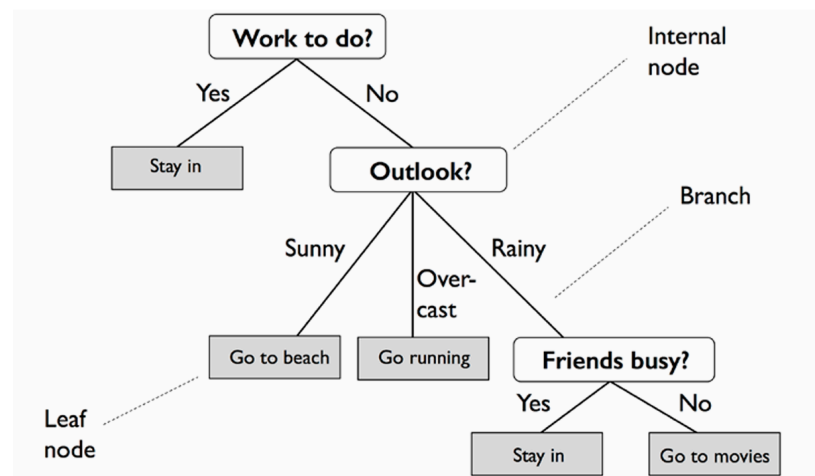 Work to do?
Internal
node
Yes
No
Stay in
Outlook?
Branch
Sunny
Rainy
Over-
cast
Go to beach
Go running
Friends busy?
Leaf
node
Yes
No
Stay in
Go to movies